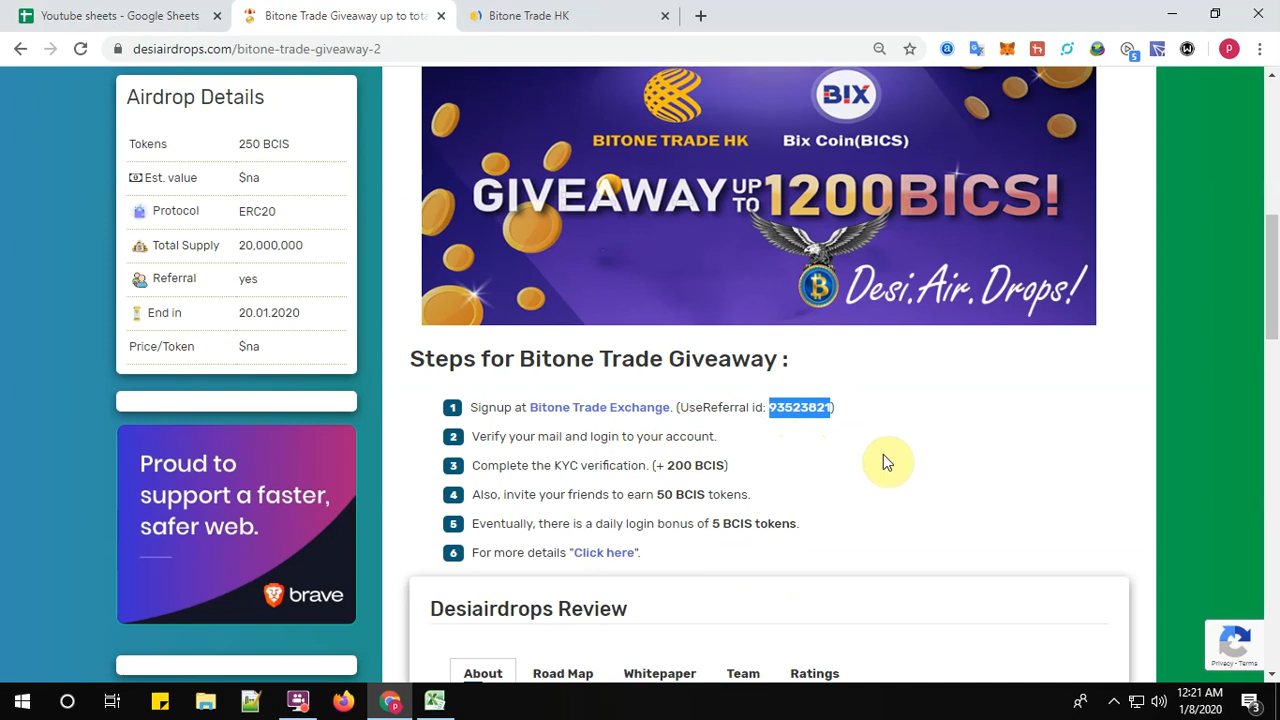 Youtube sheets - Google Sheets
Bitone Trade Giveaway up to tota
Bitone Trade HK
desiairdrops.com/bitone-trade-giveaway-2
Airdrop Details
Tokens 250 BCIS
Est. value $na
Protocol ERC20
Total Supply 20,000,000
Referral yes
End in 20.01.2020
Price/Token $na
Proud to
support a faster,
safer web.
brave
BIX
BITONE TRADE HK Bix Coin(BICS)
GIVEAWAY UP TO 1200BICS!
Desi.Air.Drops!
Steps for Bitone Trade Giveaway :
1 Signup at Bitone Trade Exchange. (UseReferral id: 93523821)
2 Verify your mail and login to your account.
3 Complete the KYC verification. (+ 200 BCIS)
4 Also, invite your friends to earn 50 BCIS tokens.
5 Eventually, there is a daily login bonus of 5 BCIS tokens.
6 For more details "Click here".
Desiairdrops Review
About Road Map Whitepaper Team Ratings
Privacy - Terms
12:21 AM
1/8/2020
3